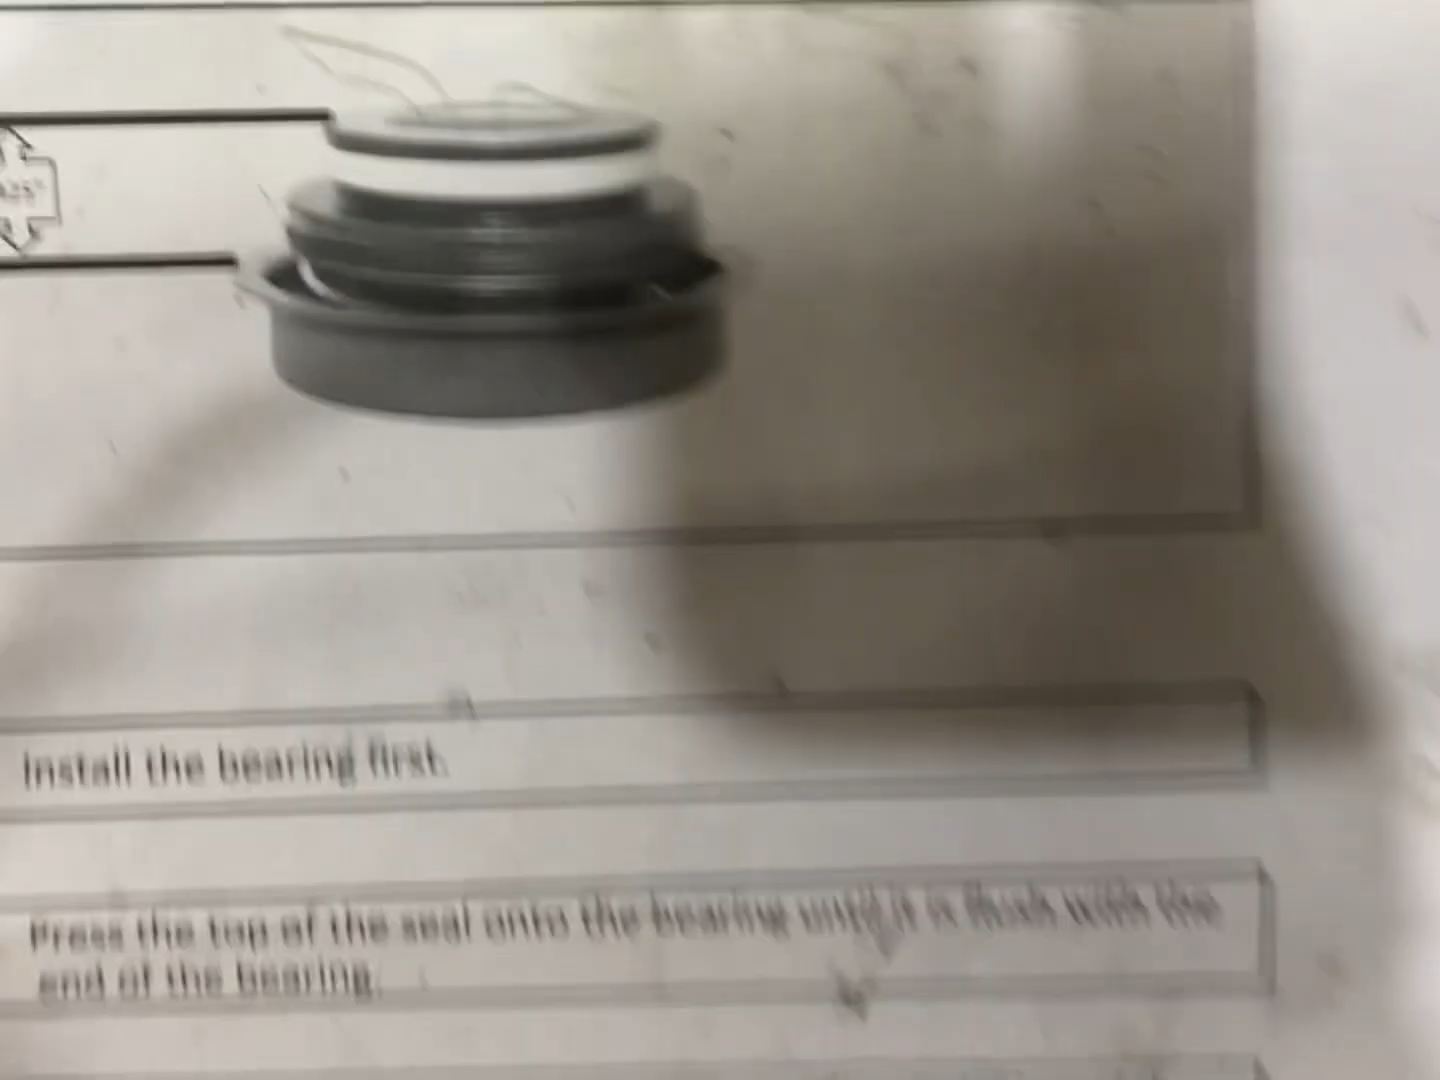 Install the bearing first.
Press the top of the seal onto the bearing until it is flush with the
end of the bearing.